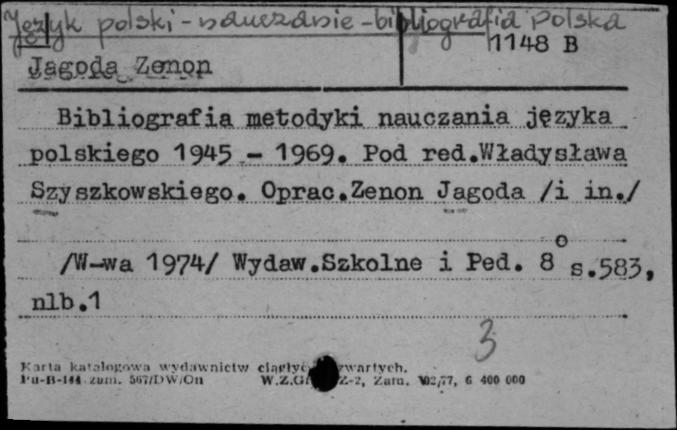 Język polski - nauczanie - bibliografia Polska
1148 B
Jagoda Zenon
Bibliografia metodyki nauczania języka
polskiego 1945 - 1969. Pod red.Władysława
Szyszkowskiego. Oprac.Zenon Jagoda /i in./
/W-wa 1974/ Wydaw.Szkolne i Ped. 8° s.583,
nlb.1
3
Karta katalogowa wydawnictw zwartych.
Pu-B-144 zam. 567/DW/On W.Z.G Z-2, Zam. 6 400 000